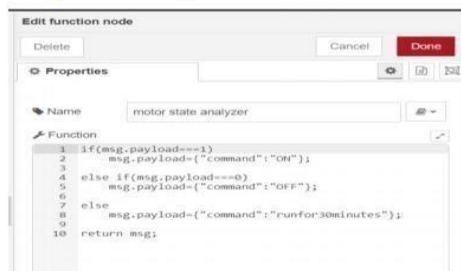 Edit function node
Delete
Cancel
Done
Properties
Name
motor state analyzer
Function
1 if(msg.payload===1)
2 msg.payload={"command":"ON"};
3
4 else if(msg.payload===0)
5 msg.payload={"command":"OFF"};
6
7 else
8 msg.payload={"command":"runfor30minutes"};
9
10 return msg;